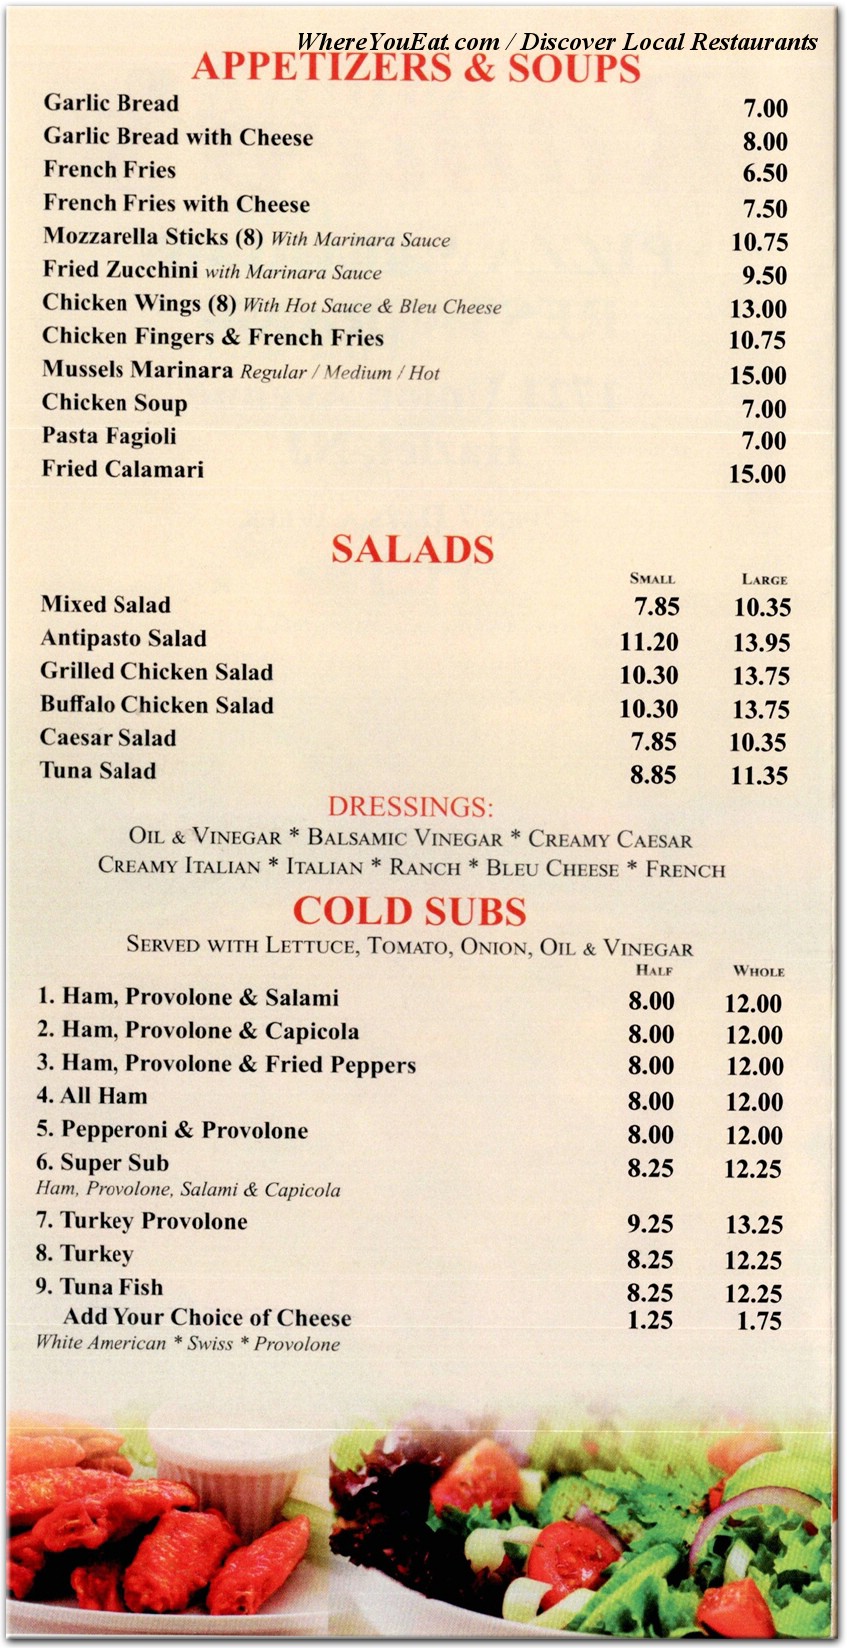 WhereYouEat.com / Discover Local Restaurants
APPETIZERS & SOUPS
Garlic Bread 7.00
Garlic Bread with Cheese 8.00
French Fries 6.50
French Fries with Cheese 7.50
Mozzarella Sticks (8) With Marinara Sauce 10.75
Fried Zucchini with Marinara Sauce 9.50
Chicken Wings (8) With Hot Sauce & Bleu Cheese 13.00
Chicken Fingers & French Fries 10.75
Mussels Marinara Regular / Medium / Hot 15.00
Chicken Soup 7.00
Pasta Fagioli 7.00
Fried Calamari 15.00
SALADS
SMALL LARGE
Mixed Salad 7.85 10.35
Antipasto Salad 11.20 13.95
Grilled Chicken Salad 10.30 13.75
Buffalo Chicken Salad 10.30 13.75
Caesar Salad 7.85 10.35
Tuna Salad 8.85 11.35
DRESSINGS:
OIL & VINEGAR * BALSAMIC VINEGAR * CREAMY CAESAR
CREAMY ITALIAN * ITALIAN * RANCH * BLEU CHEESE * FRENCH
COLD SUBS
SERVED WITH LETTUCE, TOMATO, ONION, OIL & VINEGAR
HALF WHOLE
1. Ham, Provolone & Salami 8.00 12.00
2. Ham, Provolone & Capicola 8.00 12.00
3. Ham, Provolone & Fried Peppers 8.00 12.00
4. All Ham 8.00 12.00
5. Pepperoni & Provolone 8.00 12.00
6. Super Sub 8.25 12.25
Ham, Provolone, Salami & Capicola
7. Turkey Provolone 9.25 13.25
8. Turkey 8.25 12.25
9. Tuna Fish 8.25 12.25
Add Your Choice of Cheese 1.25 1.75
White American * Swiss * Provolone